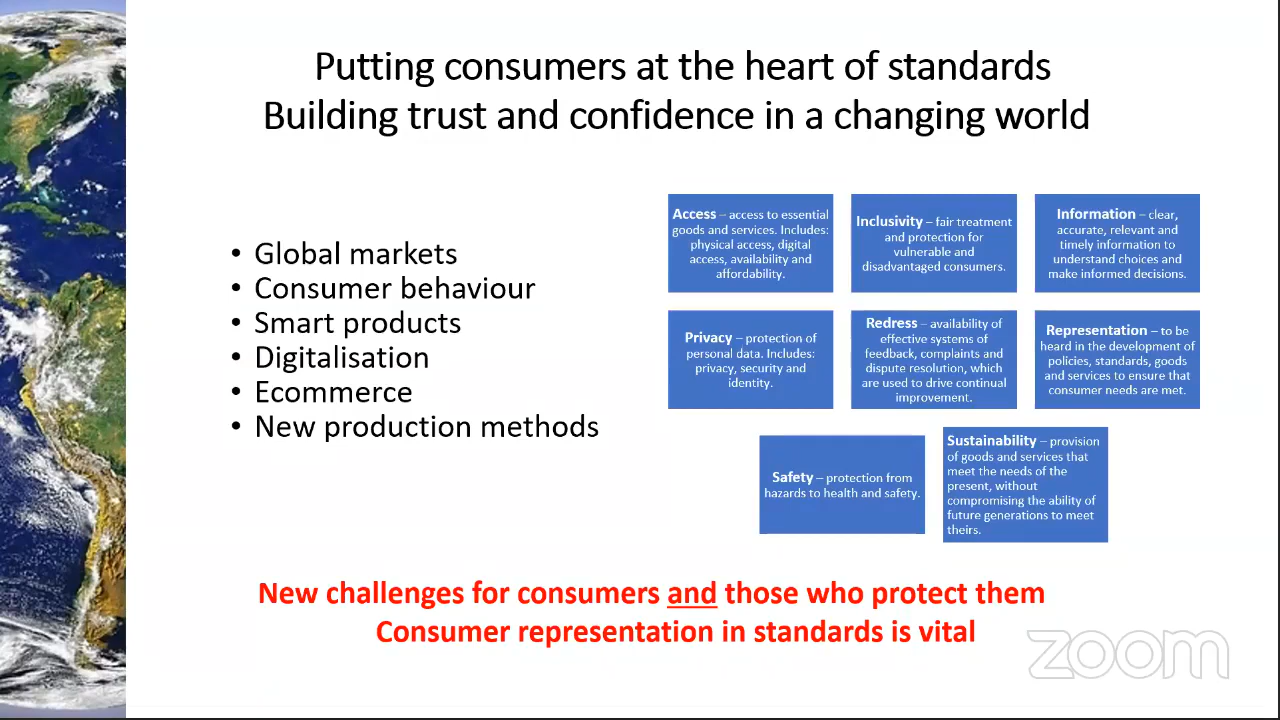 Putting consumers at the heart of standards
Building trust and confidence in a changing world
• Global markets
• Consumer behaviour
• Smart products
• Digitalisation
• Ecommerce
• New production methods
Access – access to essential
goods and services. Includes:
physical access, digital
access, availability and
affordability.
Inclusivity – fair treatment
and protection for
vulnerable and
disadvantaged consumers.
Information – clear,
accurate, relevant and
timely information to
understand choices and
make informed decisions.
Privacy – protection of
personal data. Includes:
privacy, security and
identity.
Redress – availability of
effective systems of
feedback, complaints and
dispute resolution, which
are used to drive continual
improvement.
Representation – to be
heard in the development of
policies, standards, goods
and services to ensure that
consumer needs are met.
Safety – protection from
hazards to health and safety.
Sustainability – provision
of goods and services that
meet the needs of the
present, without
compromising the ability of
future generations to meet
theirs.
New challenges for consumers and those who protect them
Consumer representation in standards is vital
zoom